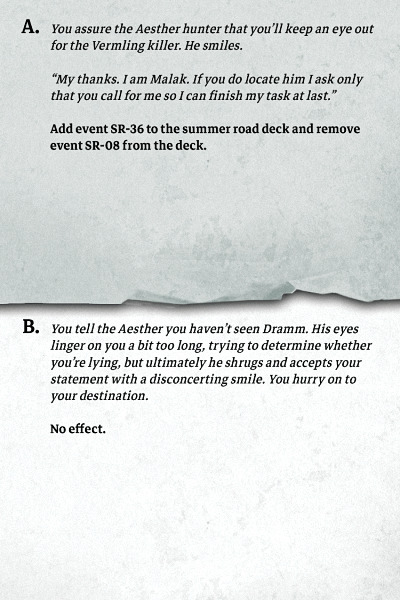 A. You assure the Aesther hunter that you'll keep an eye out
for the Vermling killer. He smiles.
"My thanks. I am Malak. If you do locate him I ask only
that you call for me so I can finish my task at last."
Add event SR-36 to the summer road deck and remove
event SR-08 from the deck.
B. You tell the Aesther you haven't seen Dramm. His eyes
linger on you a bit too long, trying to determine whether
you're lying, but ultimately he shrugs and accepts your
statement with a disconcerting smile. You hurry on to
your destination.
No effect.